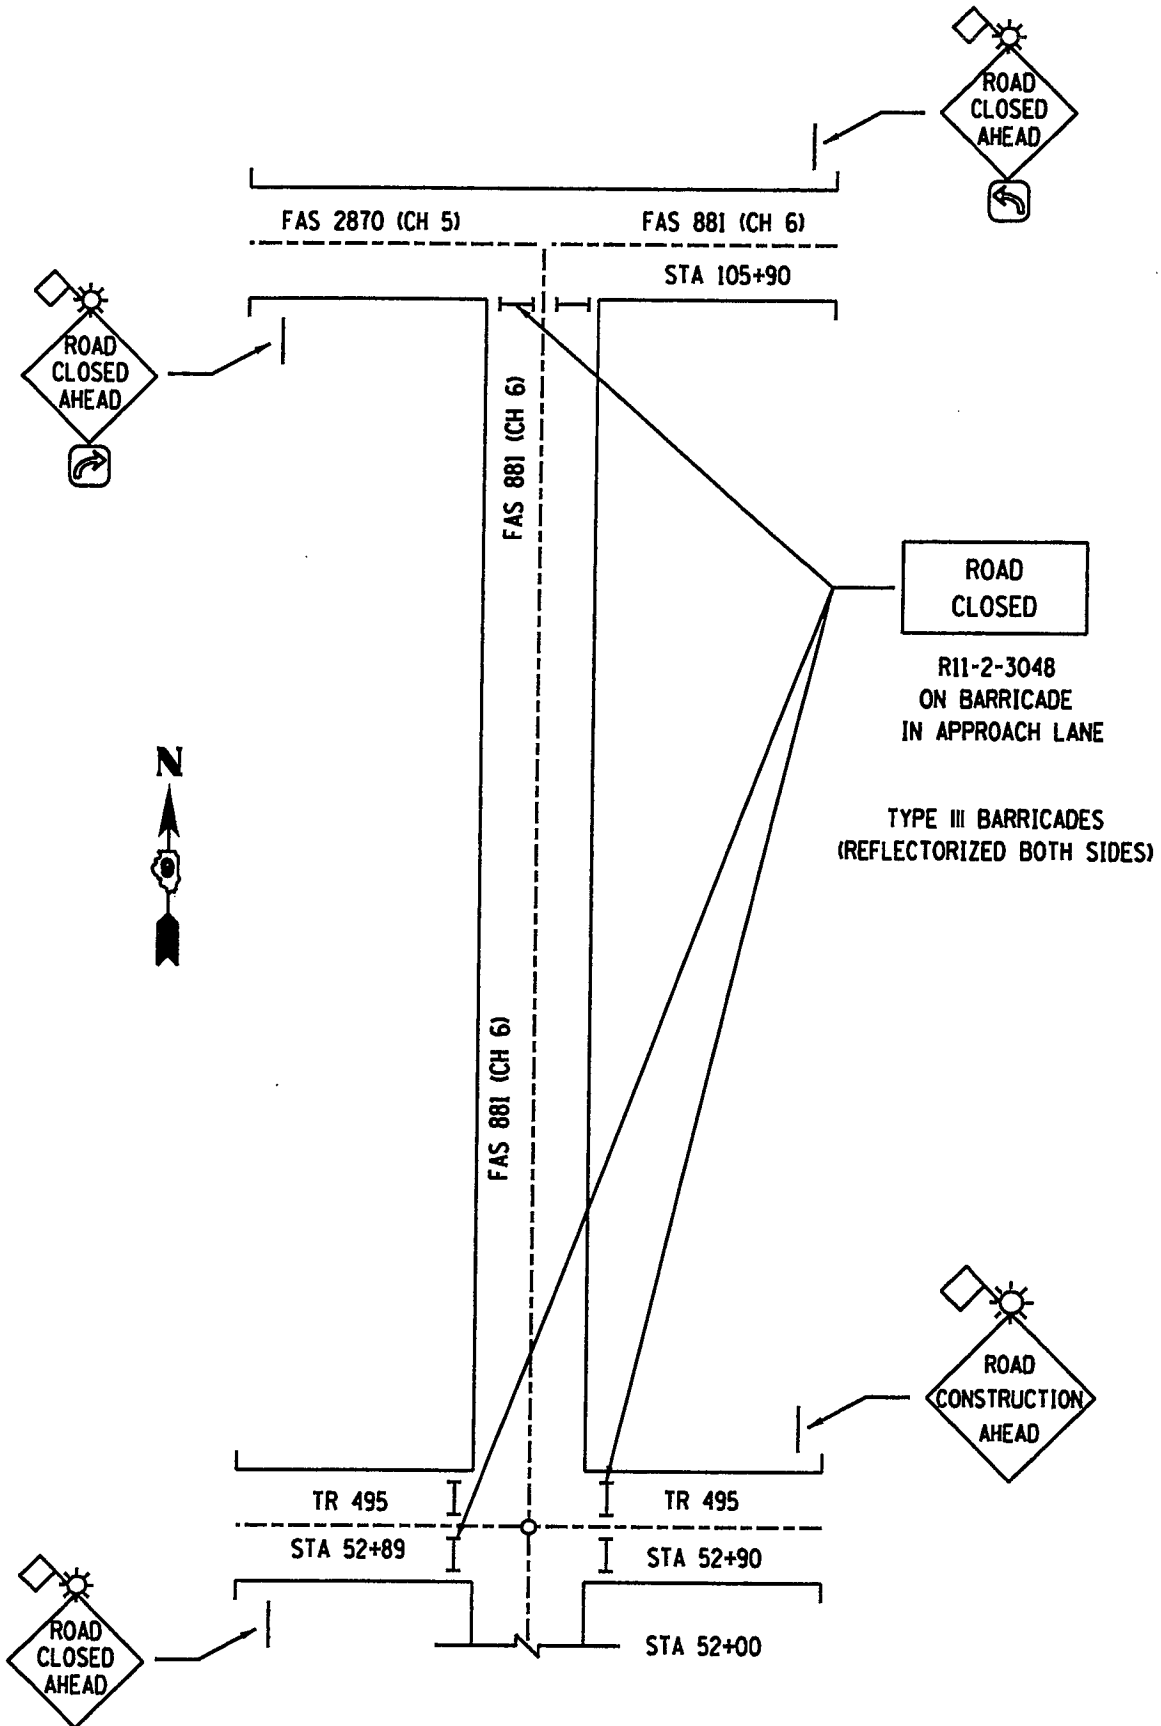 ROAD
CLOSED
AHEAD
FAS 2870 (CH 5)
FAS 881 (CH 6)
STA 105+90
ROAD
CLOSED
AHEAD
FAS 881 (CH 6)
ROAD
CLOSED
R11-2-3048
ON BARRICADE
IN APPROACH LANE
N
TYPE III BARRICADES
(REFLECTORIZED BOTH SIDES)
9
FAS 881 (CH 6)
ROAD
CONSTRUCTION
AHEAD
TR 495
TR 495
STA 52+89
STA 52+90
ROAD
CLOSED
AHEAD
STA 52+00